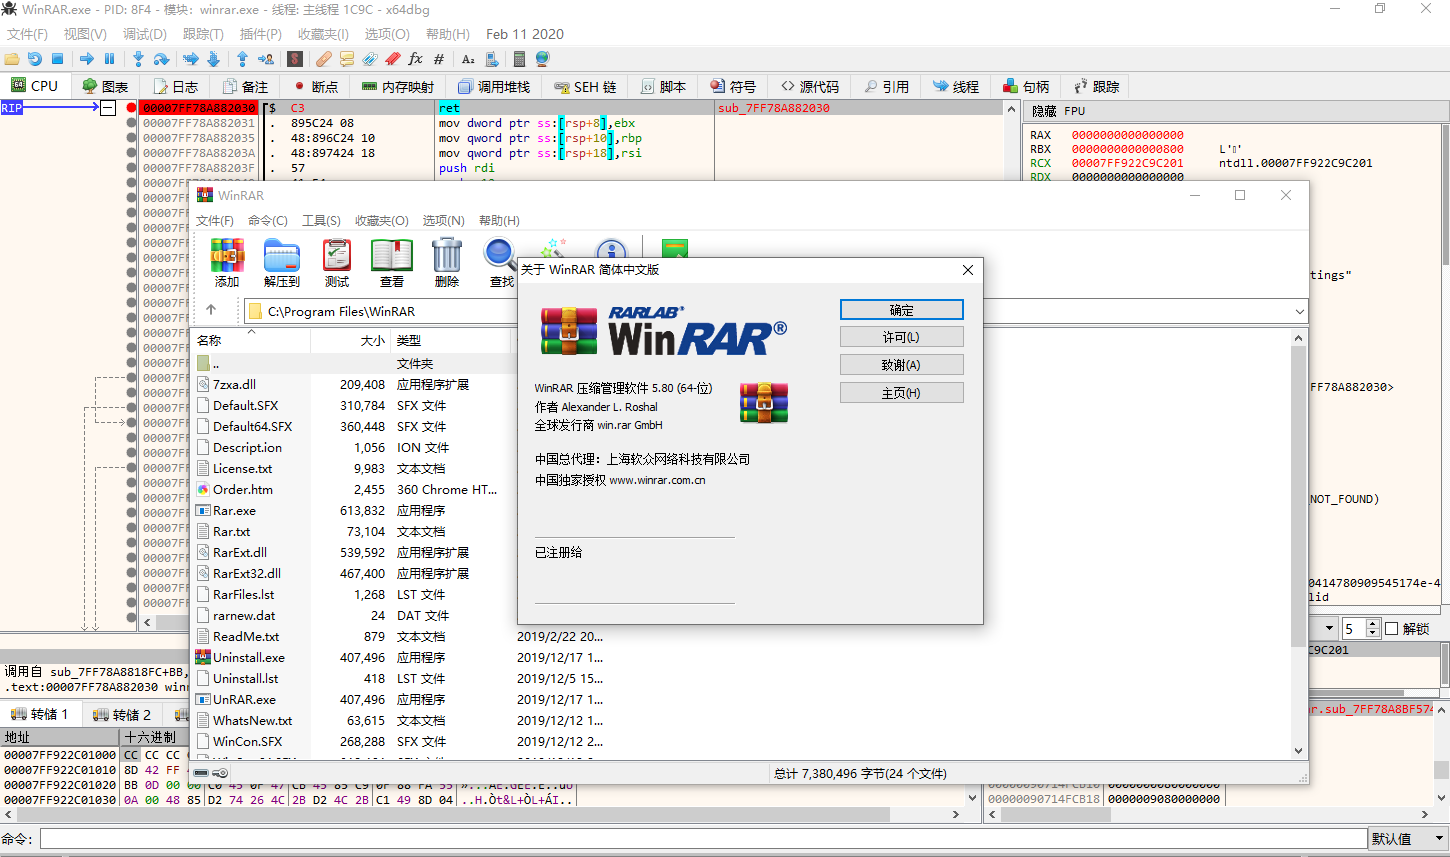 WinRAR.exe - PID: 8F4 - 模块: winrar.exe - 线程: 主线程 1C9C - x64dbg
文件(F) 视图(V) 调试(D) 跟踪(T) 插件(P) 收藏夹(I) 选项(O) 帮助(H) Feb 11 2020
CPU 图表 日志 备注 断点 内存映射 调用堆栈 SEH 链 脚本 符号 源代码 引用 线程 句柄 跟踪
RIP 00007FF78A882030 $ C3 ret sub_7FF78A882030
00007FF78A882031 . 895C24 08 mov dword ptr ss:[rsp+8],ebx
00007FF78A882035 . 48:896C24 10 mov qword ptr ss:[rsp+10],rbp
00007FF78A88203A . 48:897424 18 mov qword ptr ss:[rsp+18],rsi
00007FF78A88203F . 57 push rdi
隐藏 FPU
RAX 0000000000000000
RBX 0000000000000800
RCX 00007FF922C9C201 ntdll.00007FF922C9C201
RDX 0000000000000000
tings"
FF78A882030>
NOT_FOUND)
0414780909545174e-4
lid
5 解锁
C9C201
WinRAR
文件(F) 命令(C) 工具(S) 收藏夹(O) 选项(N) 帮助(H)
添加 解压到 测试 查看 删除 查找
C:\Program Files\WinRAR
名称 大小 类型
.. 文件夹
7zxa.dll 209,408 应用程序扩展
Default.SFX 310,784 SFX 文件
Default64.SFX 360,448 SFX 文件
Descript.ion 1,056 ION 文件
License.txt 9,983 文本文档
Order.htm 2,455 360 Chrome HT...
Rar.exe 613,832 应用程序
Rar.txt 73,104 文本文档
RarExt.dll 539,592 应用程序扩展
RarExt32.dll 467,400 应用程序扩展
RarFiles.lst 1,268 LST 文件
rarnew.dat 24 DAT 文件
ReadMe.txt 879 文本文档 2019/2/22 20...
Uninstall.exe 407,496 应用程序 2019/12/17 1...
Uninstall.lst 418 LST 文件 2019/12/5 15...
UnRAR.exe 407,496 应用程序 2019/12/17 1...
WhatsNew.txt 63,615 文本文档 2019/12/12 1...
WinCon.SFX 268,288 SFX 文件 2019/12/12 2...
总计 7,380,496 字节(24 个文件)
关于 WinRAR 简体中文版
RARLAB®
WinRAR®
WinRAR 压缩管理软件 5.80 (64-位)
作者 Alexander L. Roshal
全球发行商 win.rar GmbH
中国总代理：上海软众网络科技有限公司
中国独家授权 www.winrar.com.cn
已注册给
确定
许可(L)
致谢(A)
主页(H)
调用自 sub_7FF78A8818FC+BB,
.text:00007FF78A882030 winr
转储 1 转储 2
地址 十六进制
00007FF922C01000 CC CC CC
00007FF922C01010 8D 42 FF
00007FF922C01020 BB 0D 00 00
00007FF922C01030 0A 00 48 85 D2 74 26 4C 2B D2 4C 2B C1 49 8D 04 ..H.Òt&L+ÒL+ÁI..
ar.sub_7FF78A8BF574
00000090714FCB18 0000009080000000
命令: 默认值